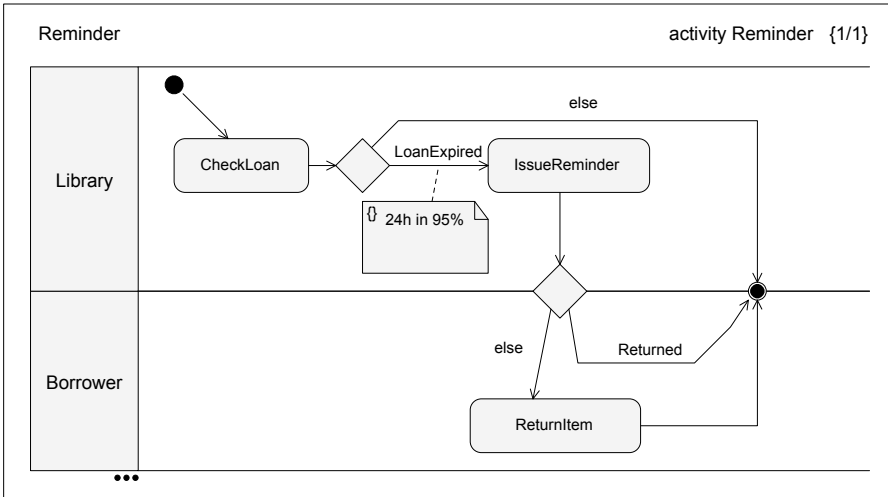 Reminder
activity Reminder {1/1}
else
Library
CheckLoan
LoanExpired
IssueReminder
{} 24h in 95%
else
Returned
Borrower
ReturnItem